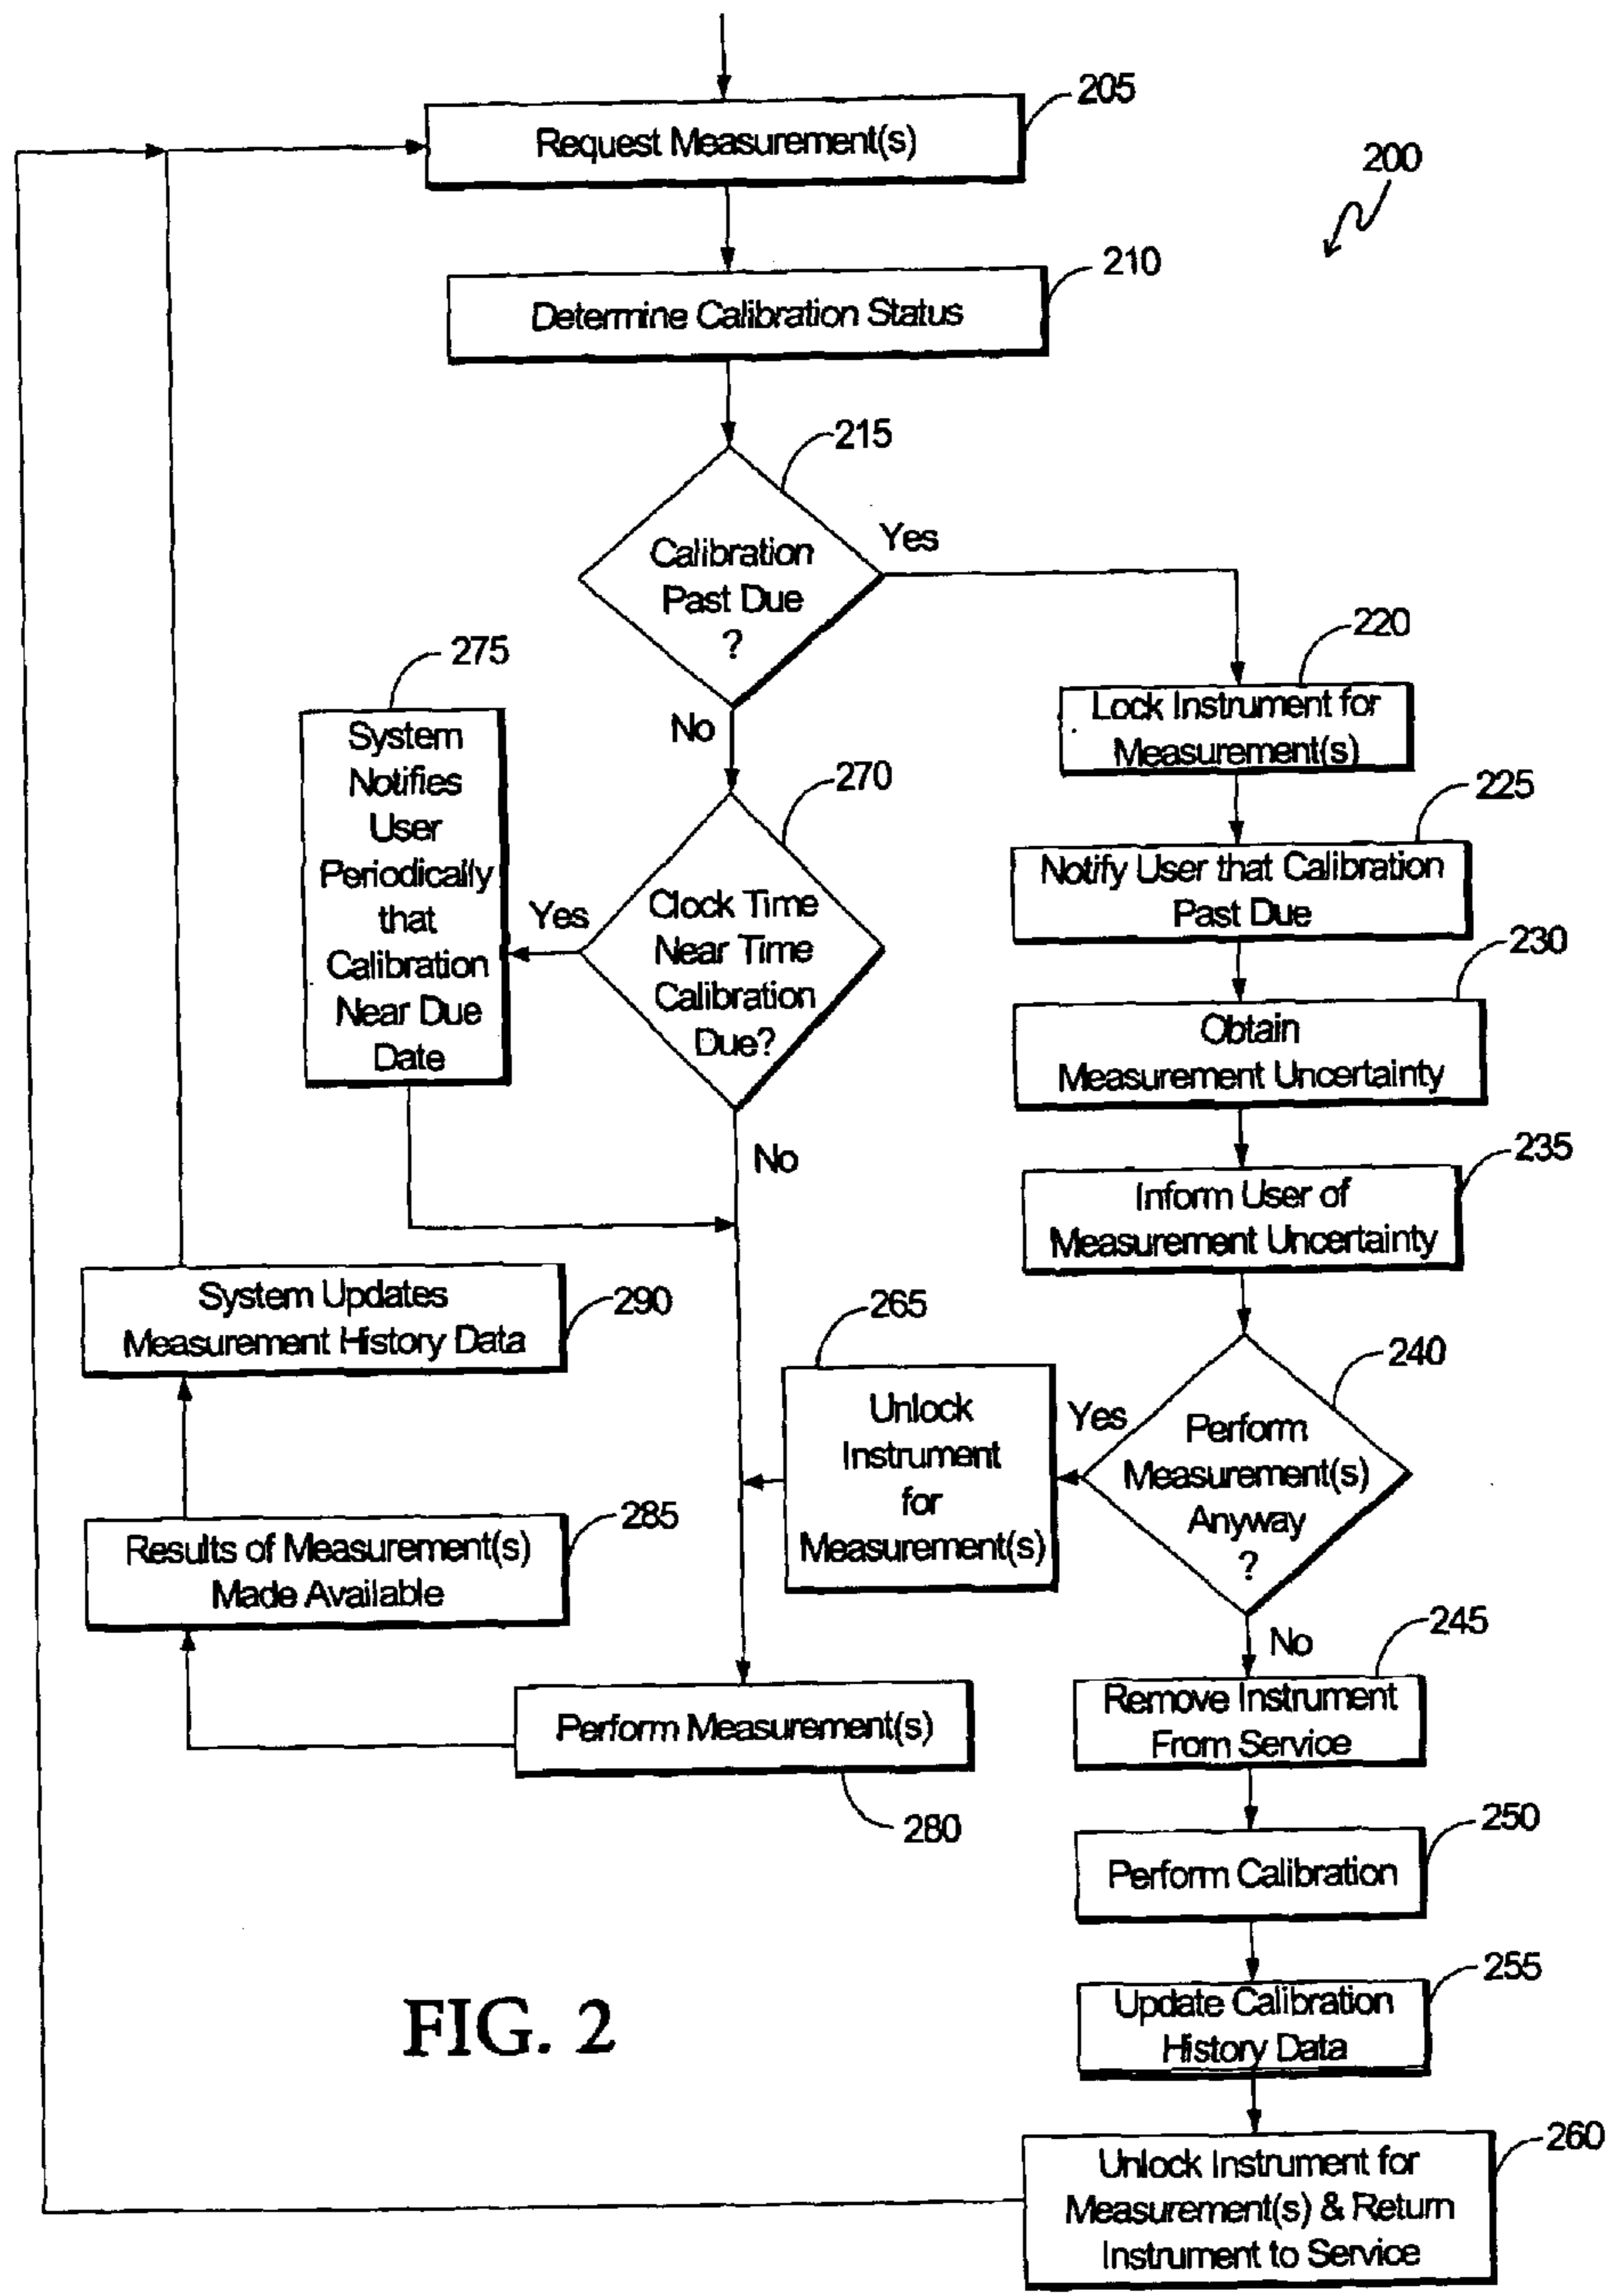 205
Request Measurement(s)
200
210
Determine Calibration Status
215
Calibration
Past Due
?
Yes
No
220
Lock Instrument for
Measurement(s)
225
Notify User that Calibration
Past Due
230
Obtain
Measurement Uncertainty
235
Inform User of
Measurement Uncertainty
240
Perform
Measurement(s)
Anyway
?
Yes
No
265
Unlock
Instrument
for
Measurement(s)
245
Remove Instrument
From Service
250
Perform Calibration
255
Update Calibration
History Data
260
Unlock Instrument for
Measurement(s) & Return
Instrument to Service
270
Clock Time
Near Time
Calibration
Due?
Yes
No
275
System
Notifies
User
Periodically
that
Calibration
Near Due
Date
280
Perform Measurement(s)
285
Results of Measurement(s)
Made Available
290
System Updates
Measurement History Data
FIG. 2